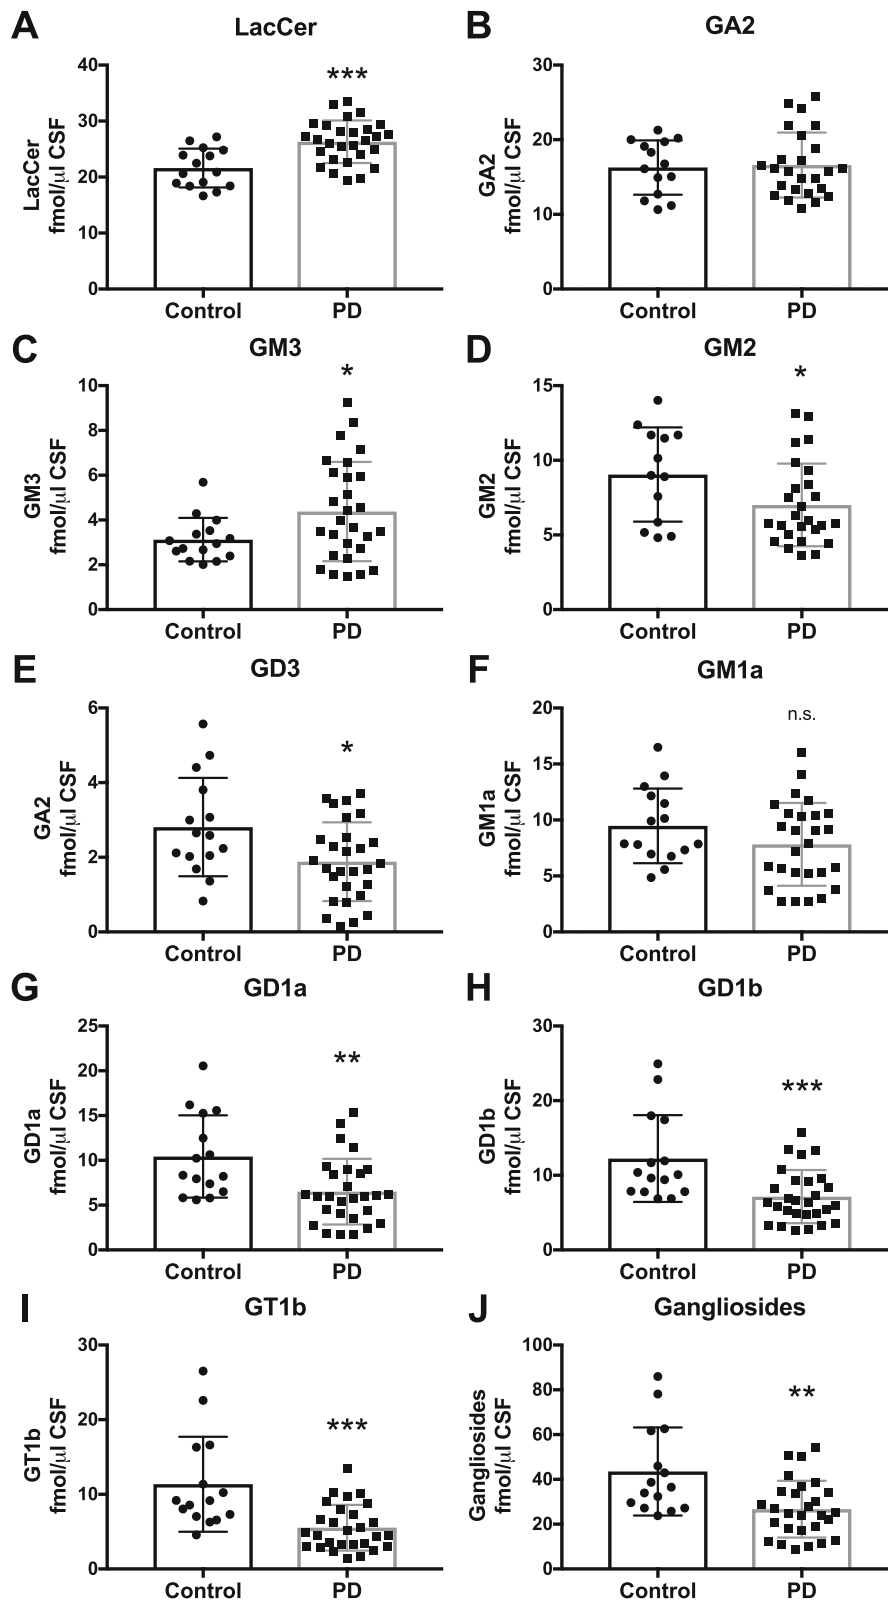 A
LacCer
LacCer
fmol/μl CSF
40
30
20
10
0
***
Control
PD
B
GA2
GA2
fmol/μl CSF
30
20
10
0
Control
PD
C
GM3
GM3
fmol/μl CSF
10
8
6
4
2
0
*
Control
PD
D
GM2
GM2
fmol/μl CSF
15
10
5
0
*
Control
PD
E
GD3
GA2
fmol/μl CSF
6
4
2
0
*
Control
PD
F
GM1a
GM1a
fmol/μl CSF
20
15
10
5
0
n.s.
Control
PD
G
GD1a
GD1a
fmol/μl CSF
25
20
15
10
5
0
**
Control
PD
H
GD1b
GD1b
fmol/μl CSF
30
20
10
0
***
Control
PD
I
GT1b
GT1b
fmol/μl CSF
30
20
10
0
***
Control
PD
J
Gangliosides
Gangliosides
fmol/μl CSF
100
80
60
40
20
0
**
Control
PD